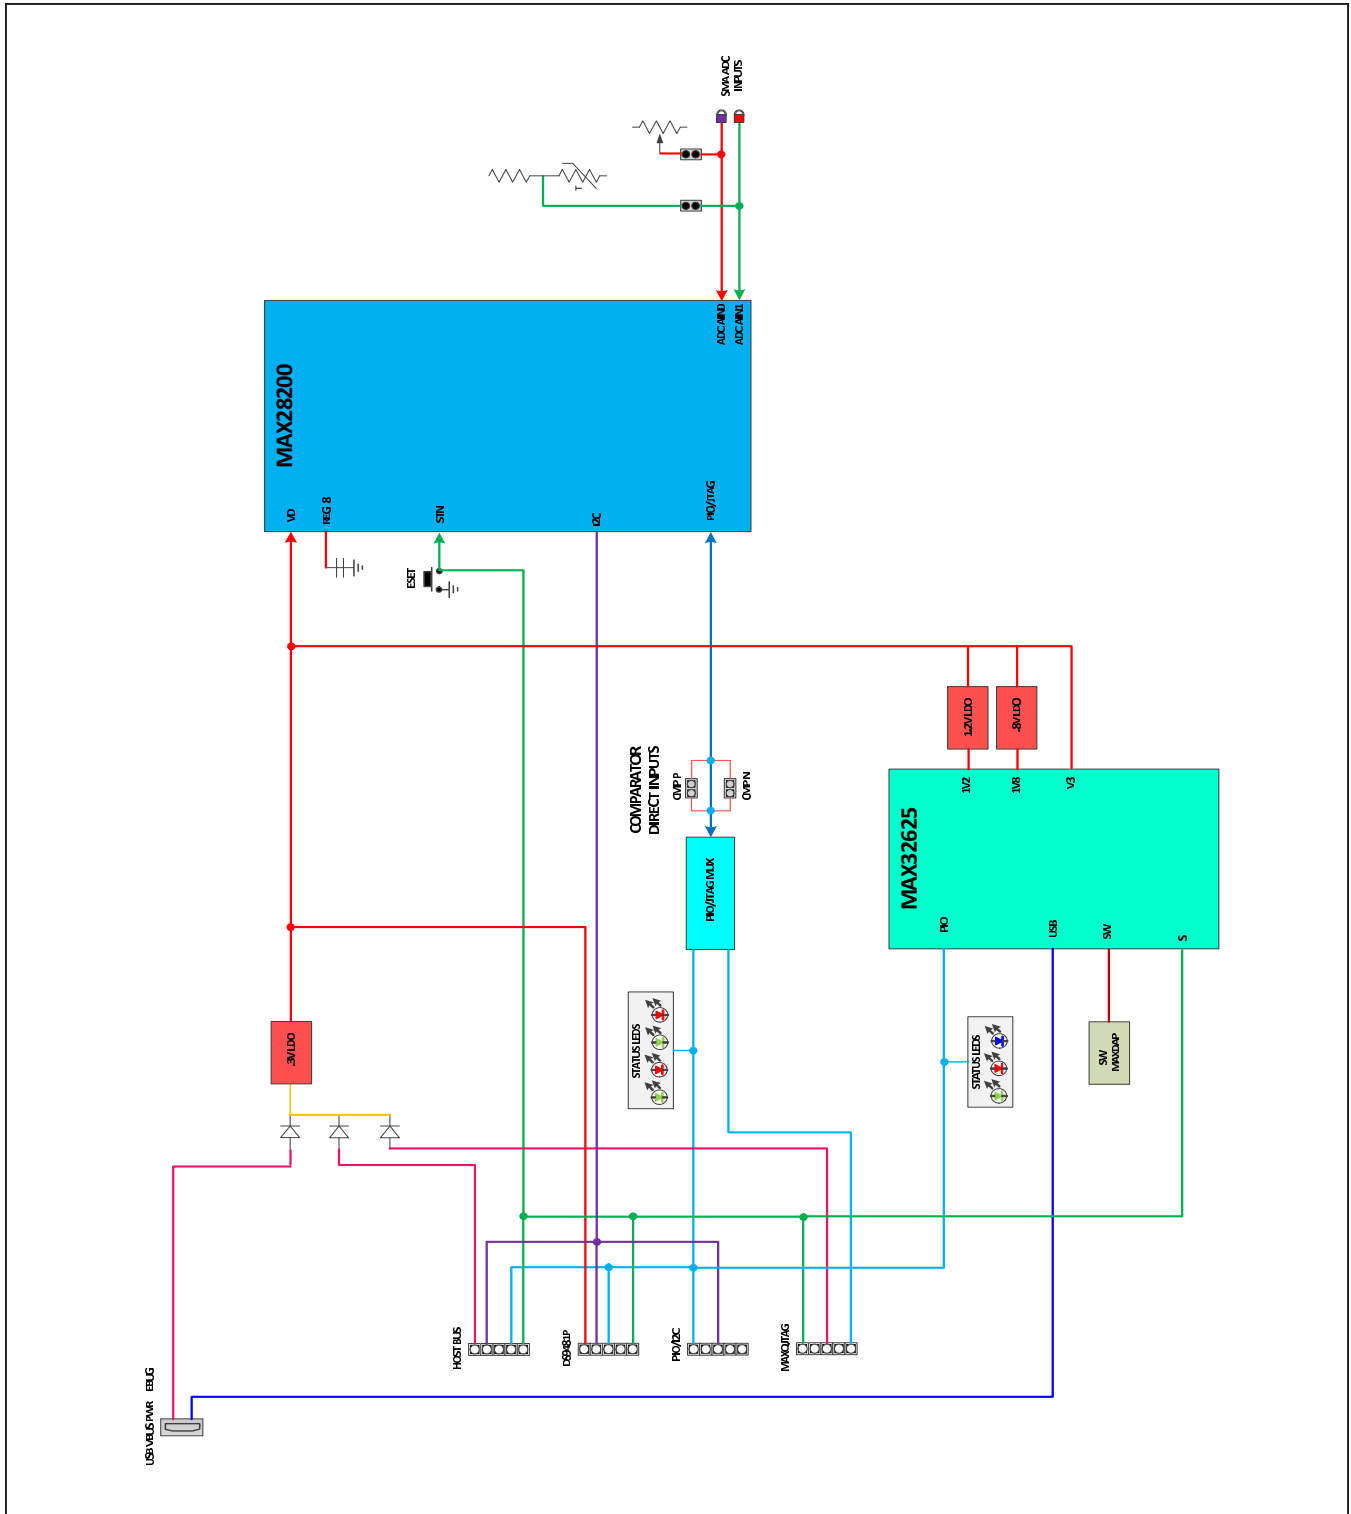 SMA ADC
INPUTS
MAX28200
ADC AIN0
ADC AIN1
VD
REG 8
STN
I2C
PIO/JTAG
ESET
COMPARATOR
DIRECT INPUTS
CMP P
CMP N
1.2V LDO
.8V LDO
MAX32625
1V2
1V8
V3
PIO
USB
SW
S
PIO/JTAG MUX
.3V LDO
STATUS LEDS
STATUS LEDS
SW
MAXDAP
HOST BUS
DS9481P
PIO/I2C
MAXQJTAG
USB VBUS PWR EBUG
T